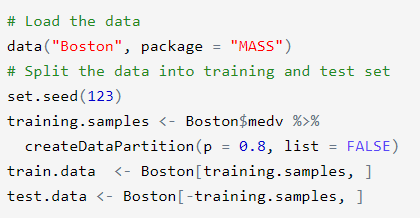 # Load the data
data("Boston", package = "MASS")
# Split the data into training and test set
set.seed(123)
training.samples <- Boston$medv %>%
  createDataPartition(p = 0.8, list = FALSE)
train.data  <- Boston[training.samples, ]
test.data <- Boston[-training.samples, ]